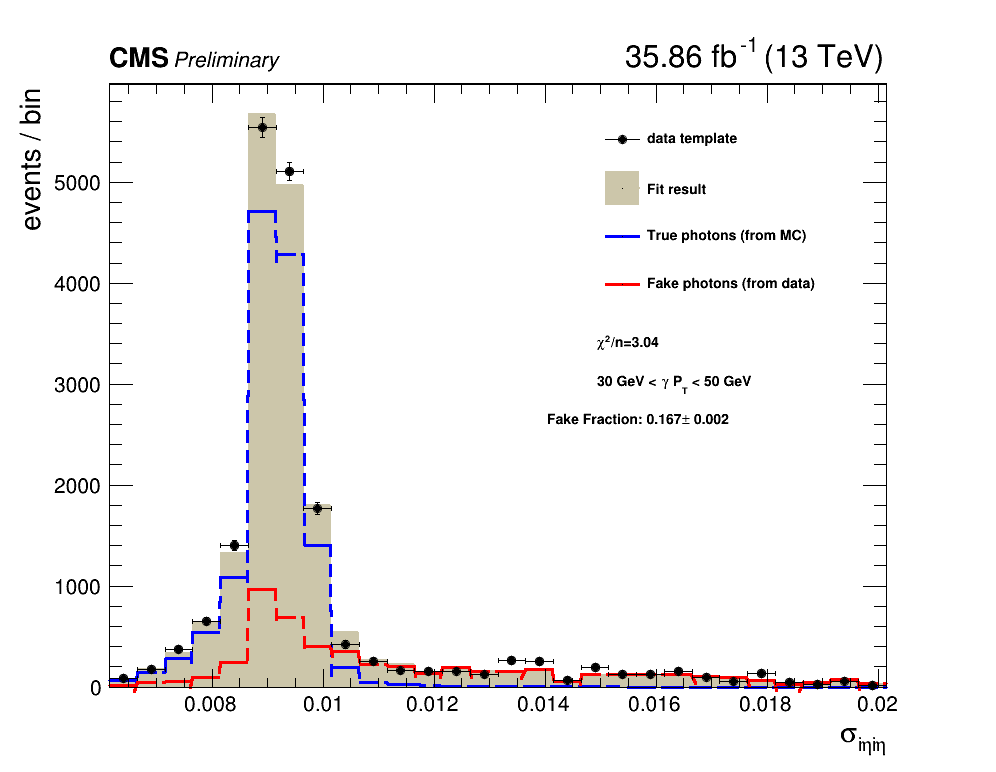 CMS Preliminary
35.86 fb⁻¹ (13 TeV)
events / bin
data template
Fit result
True photons (from MC)
Fake photons (from data)
χ²/n=3.04
30 GeV < γ P_T < 50 GeV
Fake Fraction: 0.167± 0.002
5000
4000
3000
2000
1000
0
0.008
0.01
0.012
0.014
0.016
0.018
0.02
σ_iηiη